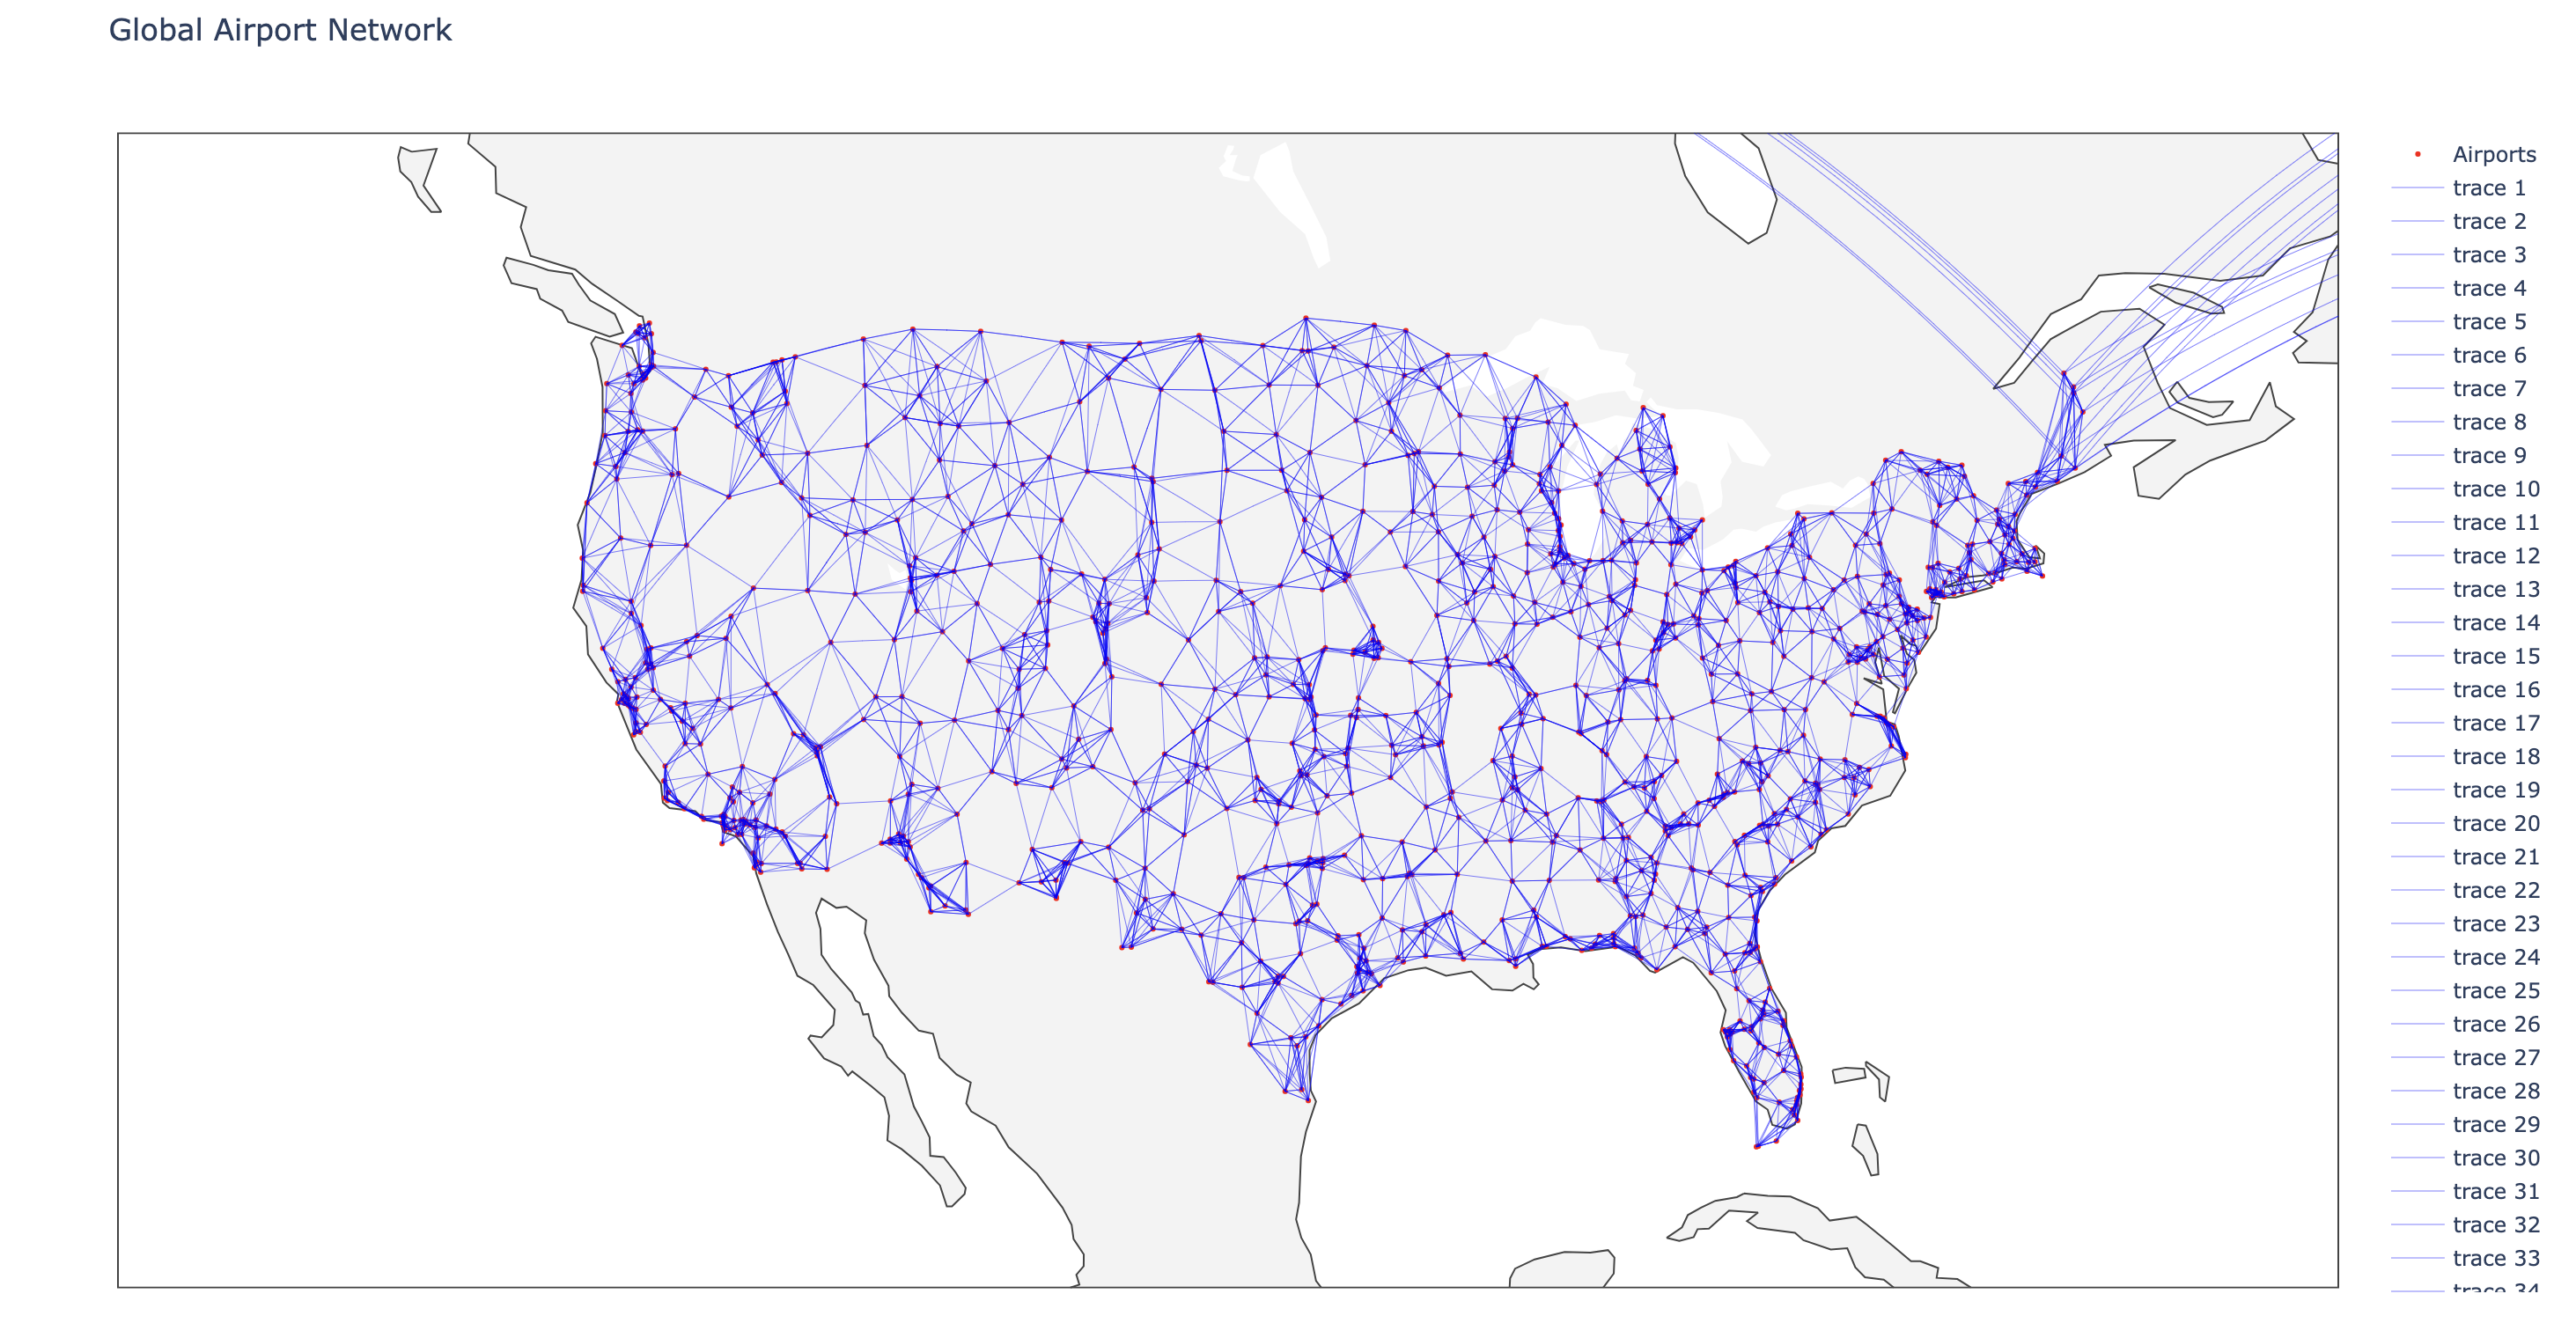 Global Airport Network
Airports
trace 1
trace 2
trace 3
trace 4
trace 5
trace 6
trace 7
trace 8
trace 9
trace 10
trace 11
trace 12
trace 13
trace 14
trace 15
trace 16
trace 17
trace 18
trace 19
trace 20
trace 21
trace 22
trace 23
trace 24
trace 25
trace 26
trace 27
trace 28
trace 29
trace 30
trace 31
trace 32
trace 33
trace 34